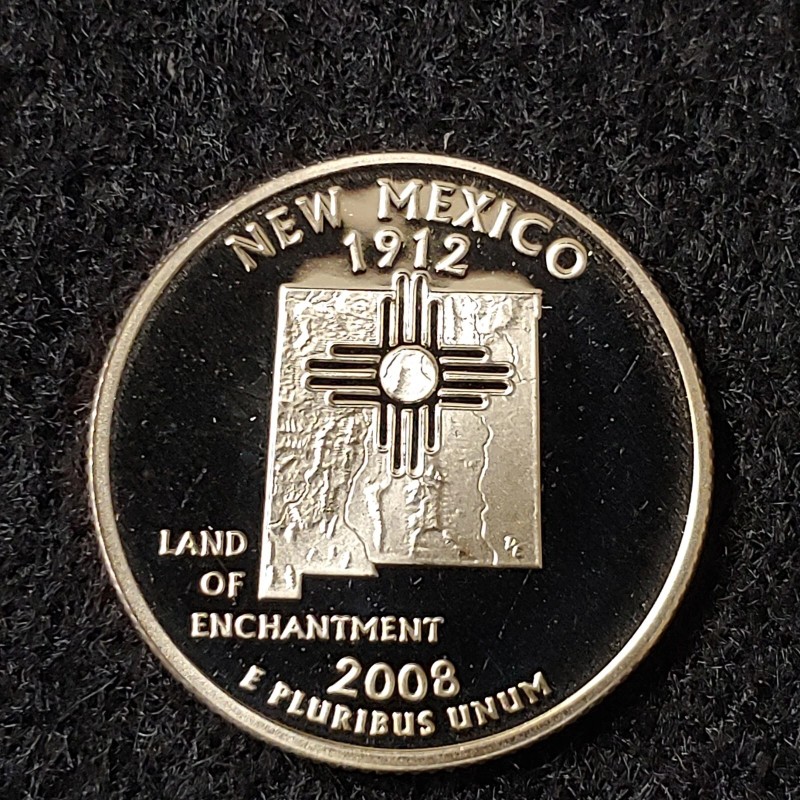 NEW MEXICO
1912
LAND
OF
ENCHANTMENT
2008
E PLURIBUS UNUM